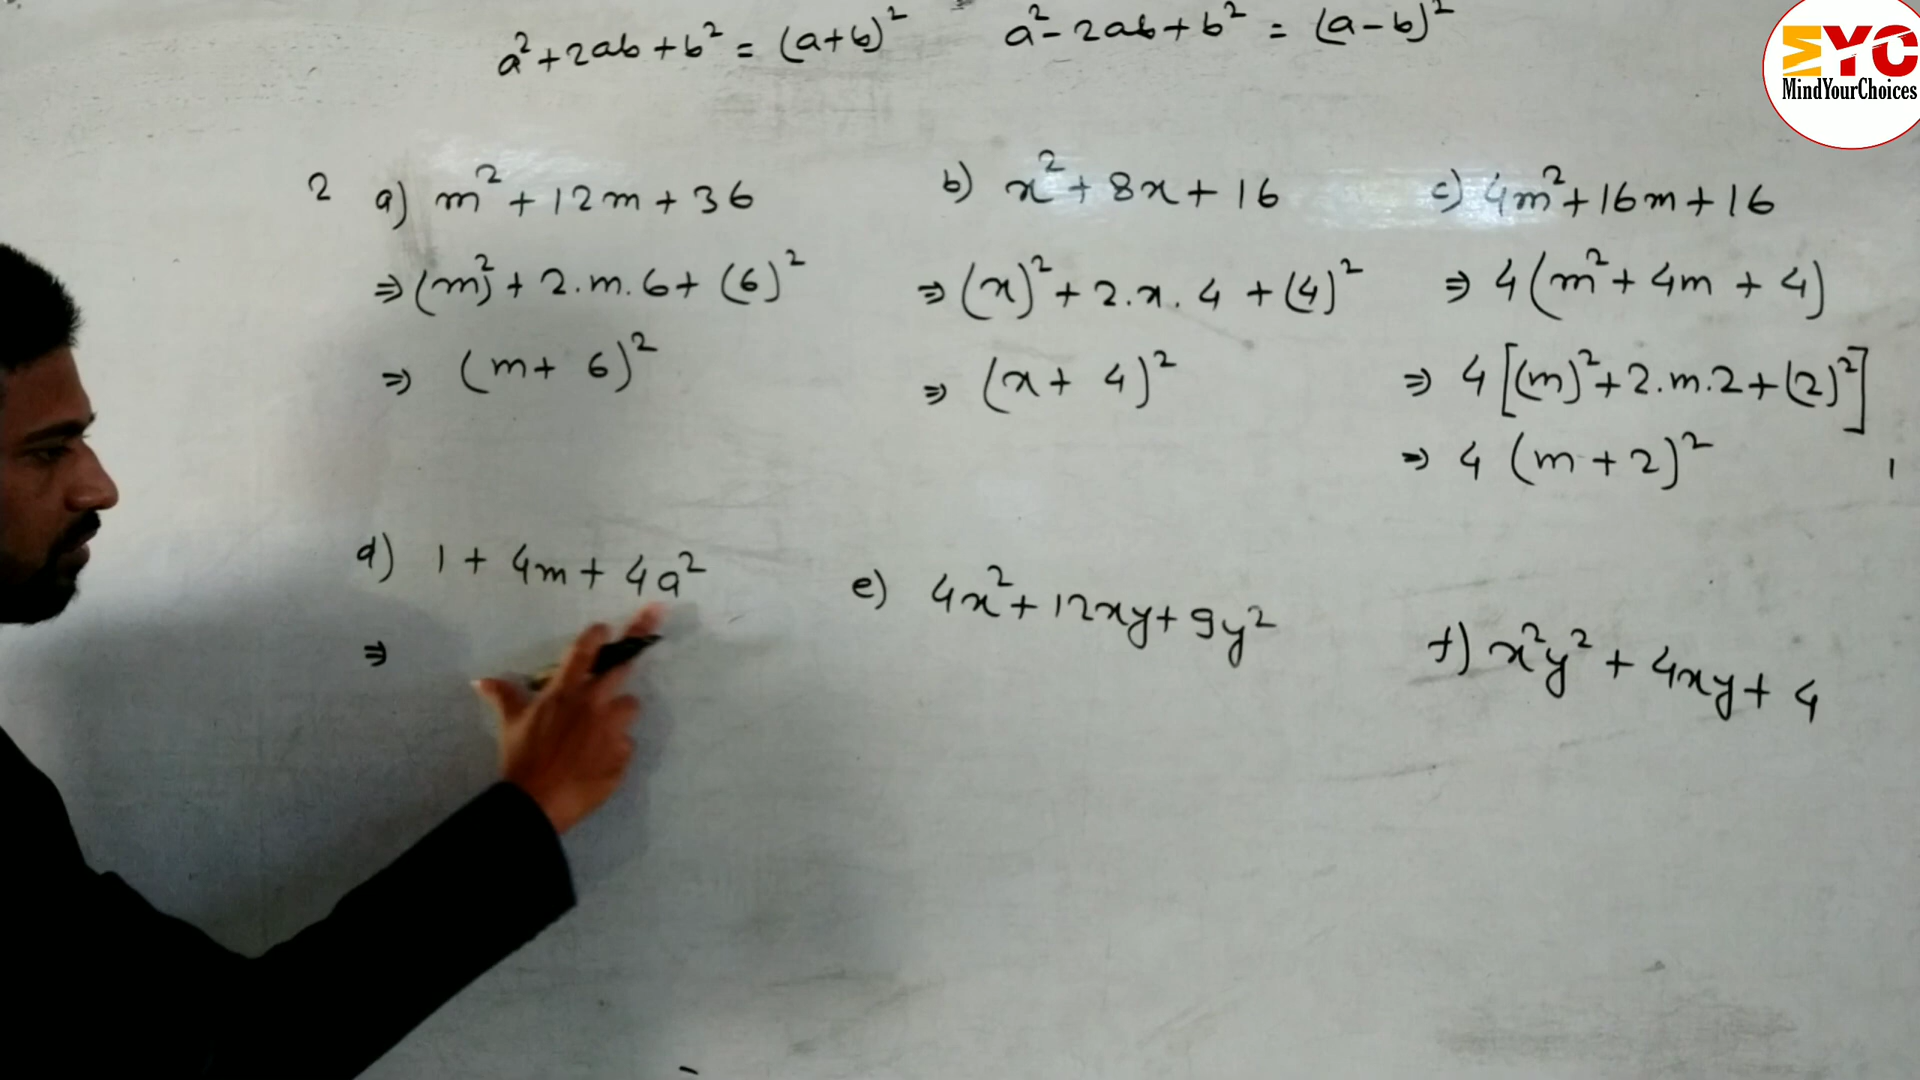 a²+2ab+b² = (a+b)²
a²-2ab+b² = (a-b)²
MYC
MindYourChoices
2 a) m²+12m+36
⇒ (m)²+2.m.6+(6)²
⇒ (m+6)²
b) x²+8x+16
⇒ (x)²+2.x.4+(4)²
⇒ (x+4)²
c) 4m²+16m+16
⇒ 4(m²+4m+4)
⇒ 4[(m)²+2.m.2+(2)²]
⇒ 4(m+2)²
d) 1+4m+4a²
⇒
e) 4x²+12xy+9y²
f) x²y²+4xy+4